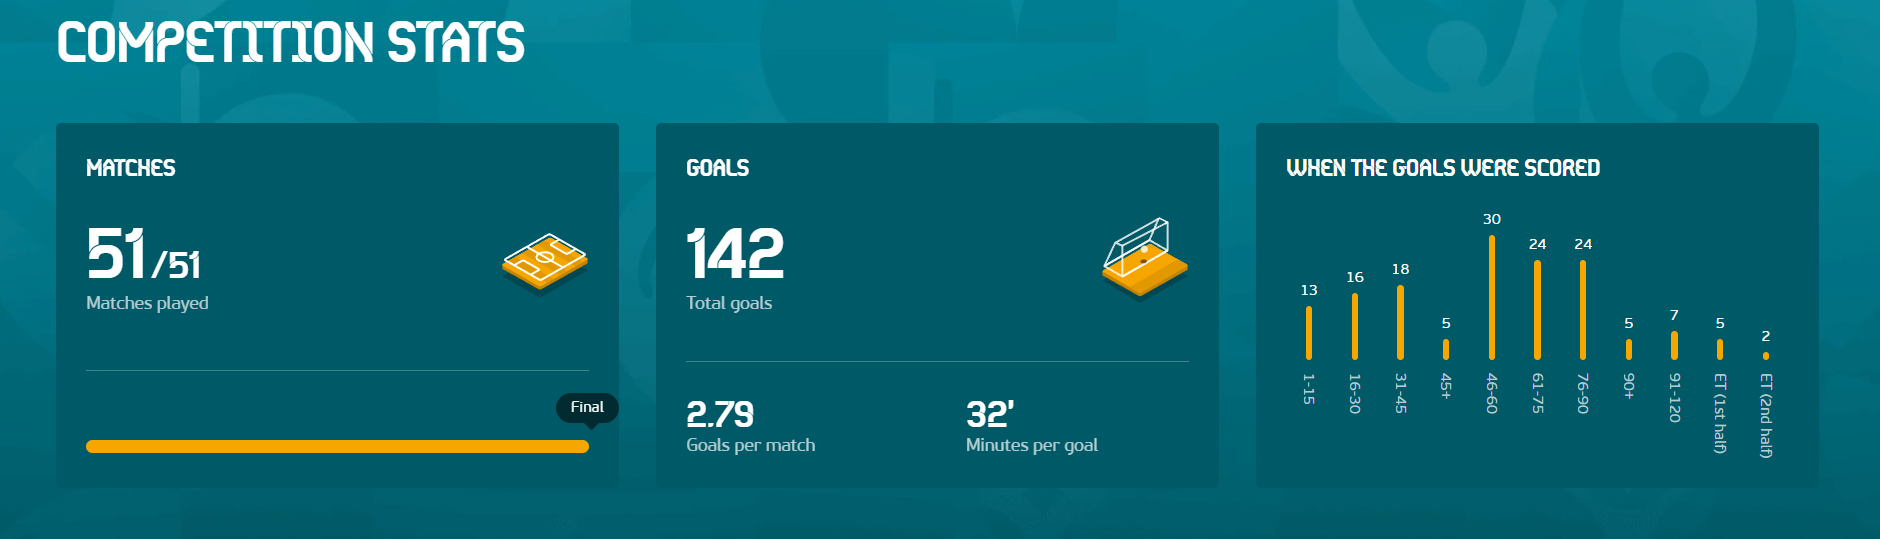 COMPETITION STATS
MATCHES
51/51
Matches played
Final
GOALS
142
Total goals
2.79
Goals per match
32'
Minutes per goal
WHEN THE GOALS WERE SCORED
13 16 18 5 30 24 24 5 7 5 2
1-15 16-30 31-45 45+ 46-60 61-75 76-90 90+ 91-120 ET (1st half) ET (2nd half)